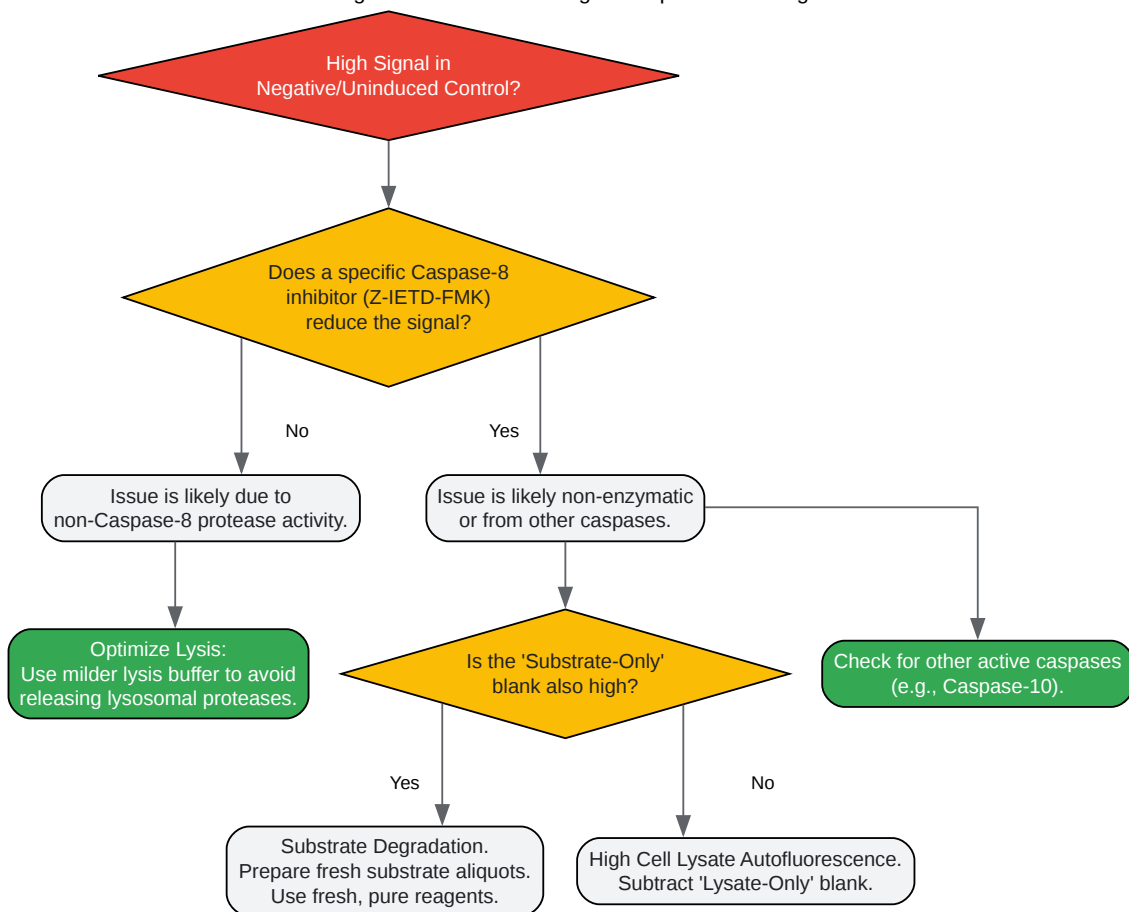 High Signal in
Negative/Uninduced Control?
Does a specific Caspase-8
inhibitor (Z-IETD-FMK)
reduce the signal?
No
Yes
Issue is likely due to
non-Caspase-8 protease activity.
Issue is likely non-enzymatic
or from other caspases.
Optimize Lysis:
Use milder lysis buffer to avoid
releasing lysosomal proteases.
Is the 'Substrate-Only'
blank also high?
Check for other active caspases
(e.g., Caspase-10).
Yes
No
Substrate Degradation.
Prepare fresh substrate aliquots.
Use fresh, pure reagents.
High Cell Lysate Autofluorescence.
Subtract 'Lysate-Only' blank.